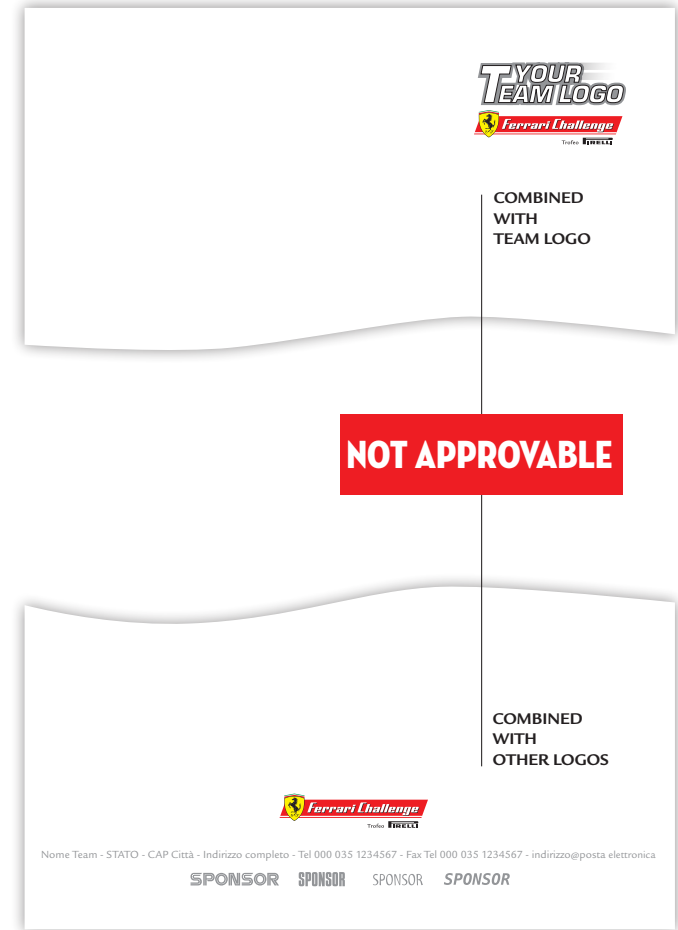 YOUR
TEAM LOGO
Ferrari Challenge
Trofeo PIRELLI
COMBINED
WITH
TEAM LOGO
NOT APPROVABLE
COMBINED
WITH
OTHER LOGOS
Ferrari Challenge
Trofeo PIRELLI
Nome Team - STATO - CAP Città - Indirizzo completo - Tel 000 035 1234567 - Fax Tel 000 035 1234567 - indirizzo@posta elettronica
SPONSOR SPONSOR SPONSOR SPONSOR